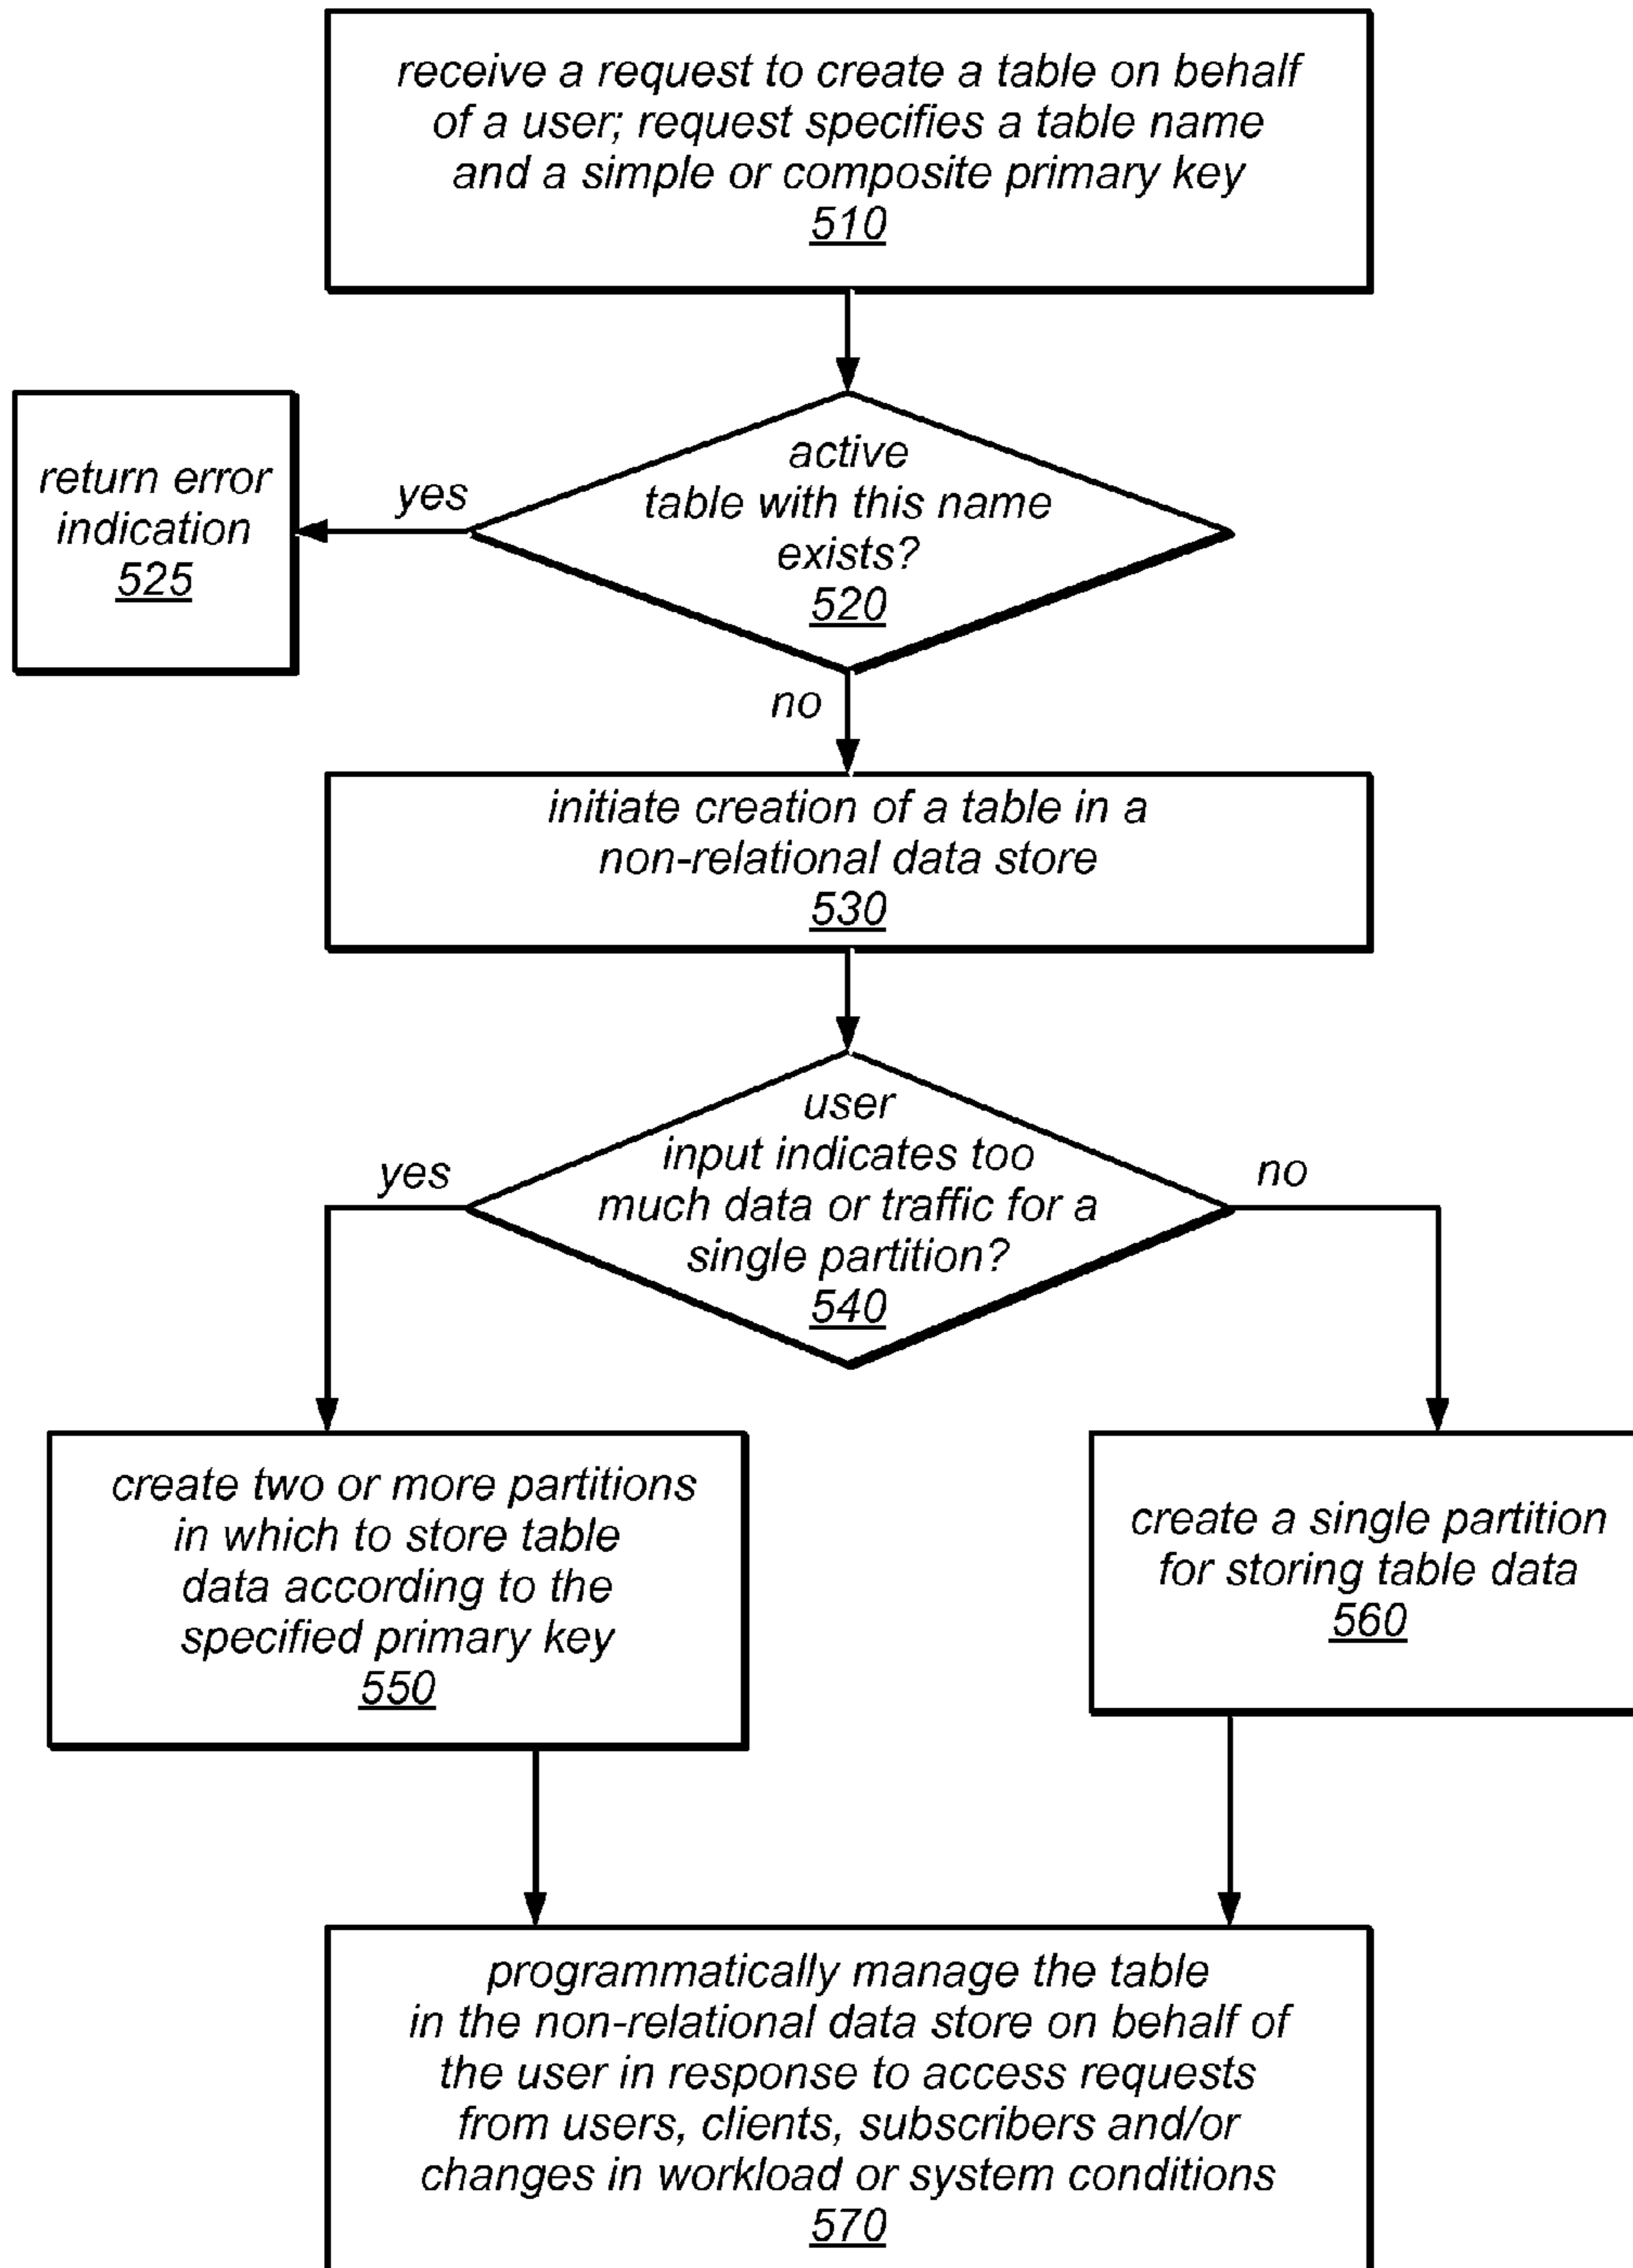 receive a request to create a table on behalf
of a user; request specifies a table name
and a simple or composite primary key
510
active
table with this name
exists?
520
yes
return error
indication
525
no
initiate creation of a table in a
non-relational data store
530
user
input indicates too
much data or traffic for a
single partition?
540
yes
no
create two or more partitions
in which to store table
data according to the
specified primary key
550
create a single partition
for storing table data
560
programmatically manage the table
in the non-relational data store on behalf of
the user in response to access requests
from users, clients, subscribers and/or
changes in workload or system conditions
570